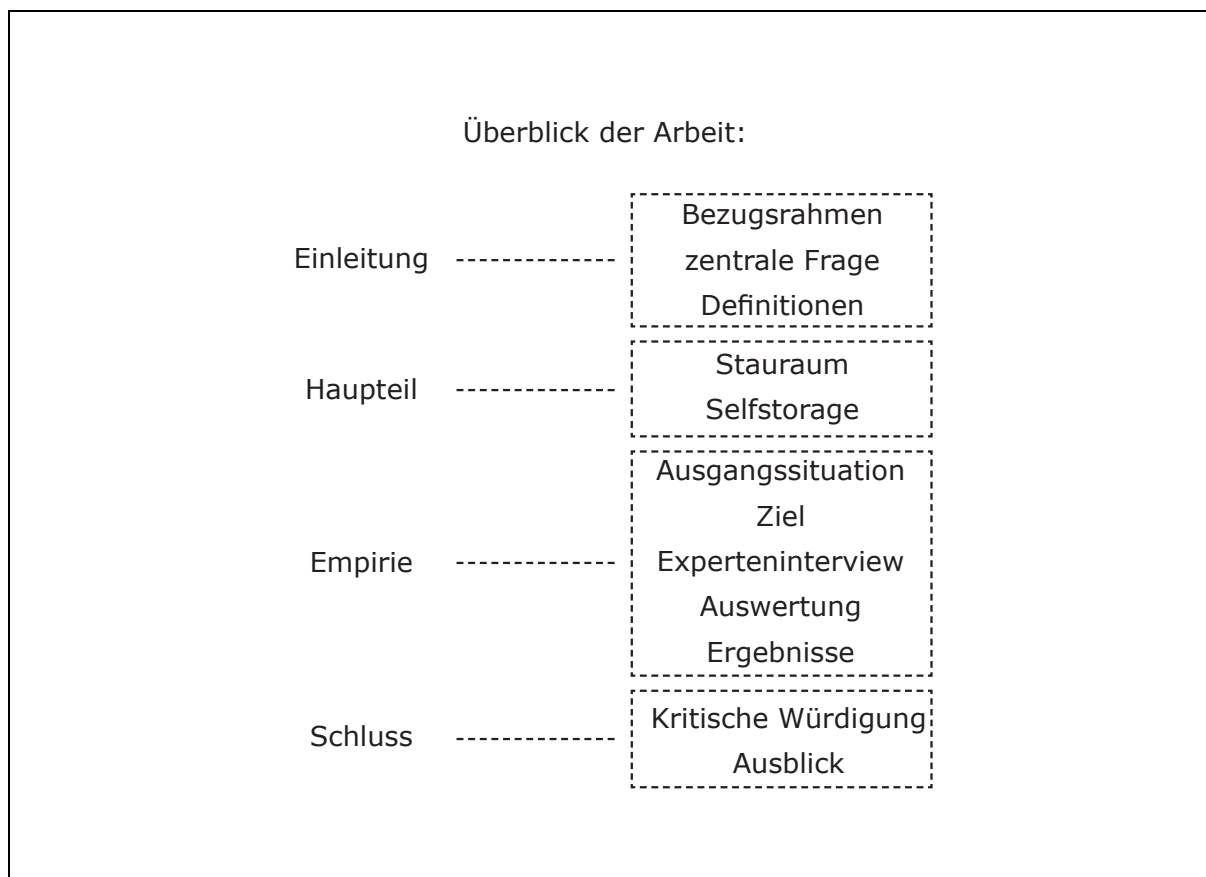 Überblick der Arbeit:
Einleitung
Bezugsrahmen
zentrale Frage
Definitionen
Haupteil
Stauraum
Selfstorage
Empirie
Ausgangssituation
Ziel
Experteninterview
Auswertung
Ergebnisse
Schluss
Kritische Würdigung
Ausblick